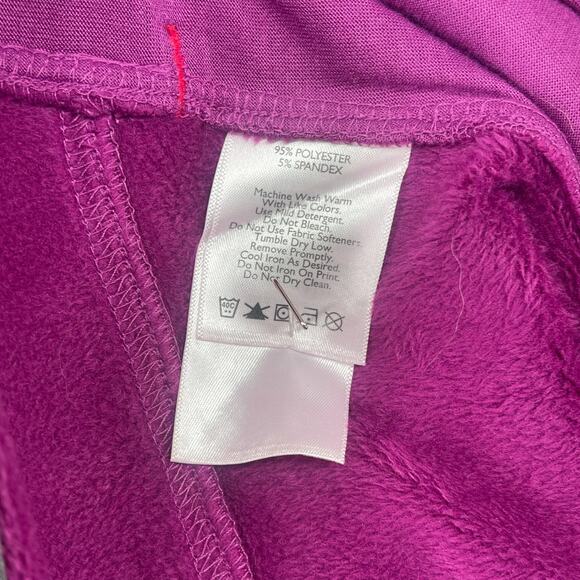 95% POLYESTER
5% SPANDEX
Machine Wash Warm
With Like Colors.
Use Mild Detergent.
Do Not Bleach.
Do Not Use Fabric Softeners.
Tumble Dry Low.
Remove Promptly.
Cool Iron As Desired.
Do Not Iron On Print.
Do Not Dry Clean.
40C